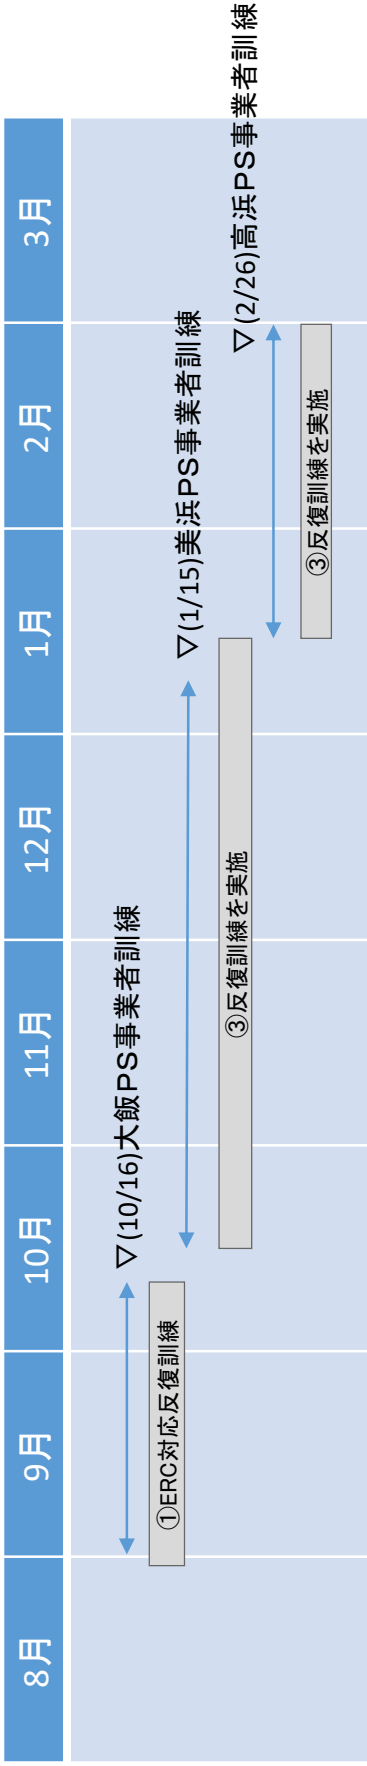 8月
9月
10月
11月
12月
1月
2月
3月
▽(10/16)大飯PS事業者訓練
①ERC対応反復訓練
▽(1/15)美浜PS事業者訓練
③反復訓練を実施
▽(2/26)高浜PS事業者訓練
③反復訓練を実施